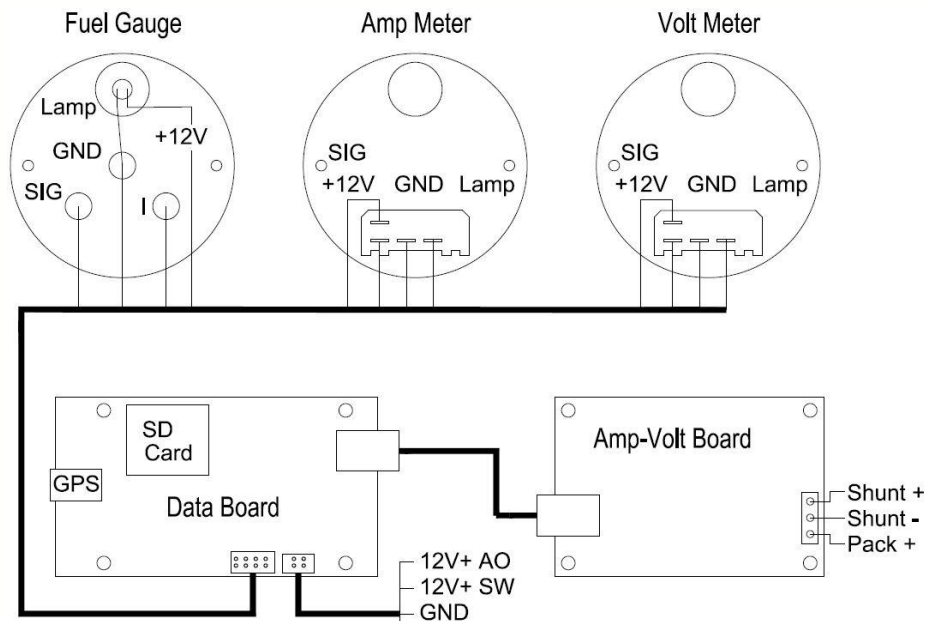 Fuel Gauge
Amp Meter
Volt Meter
Lamp
+12V
GND
SIG
I
SIG
+12V GND Lamp
SIG
+12V GND Lamp
SD
Card
GPS
Data Board
Amp-Volt Board
Shunt +
Shunt -
Pack +
12V+ AO
12V+ SW
GND